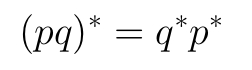 (pq)* = q*p*